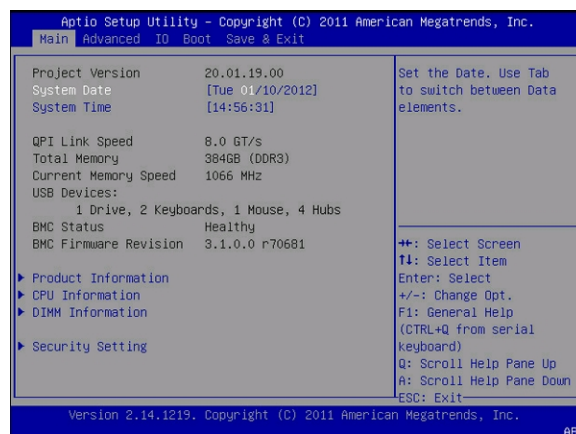 Aptio Setup Utility - Copyright (C) 2011 American Megatrends, Inc.
Main Advanced IO Boot Save & Exit
Project Version 20.01.19.00
System Date [Tue 01/10/2012]
System Time [14:56:31]
QPI Link Speed 8.0 GT/s
Total Memory 384GB (DDR3)
Current Memory Speed 1066 MHz
USB Devices:
1 Drive, 2 Keyboards, 1 Mouse, 4 Hubs
BMC Status Healthy
BMC Firmware Revision 3.1.0.0 r70681
▶ Product Information
▶ CPU Information
▶ DIMM Information
▶ Security Setting
Set the Date. Use Tab
to switch between Data
elements.
→←: Select Screen
↑↓: Select Item
Enter: Select
+/-: Change Opt.
F1: General Help
(CTRL+Q from serial
keyboard)
Q: Scroll Help Pane Up
A: Scroll Help Pane Down
ESC: Exit
Version 2.14.1219. Copyright (C) 2011 American Megatrends, Inc.
AB